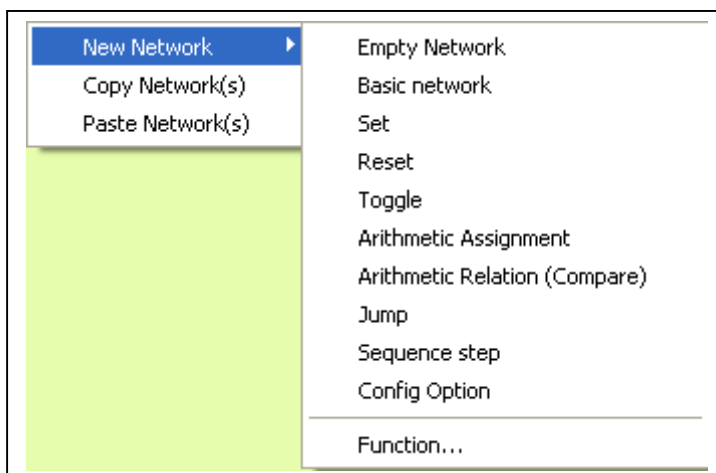 New Network
Copy Network(s)
Paste Network(s)
Empty Network
Basic network
Set
Reset
Toggle
Arithmetic Assignment
Arithmetic Relation (Compare)
Jump
Sequence step
Config Option
Function...